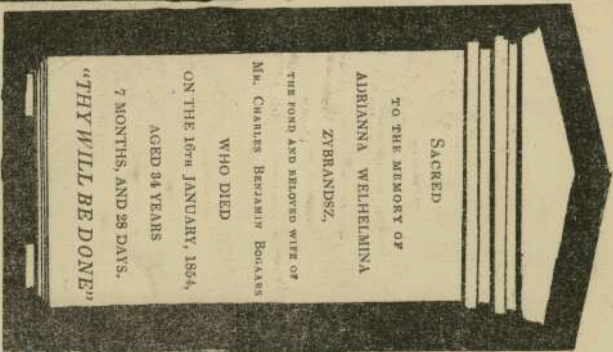 SACRED
TO THE MEMORY OF
ADRIANNA WELHELMINA
ZYBRANDSZ,
THE FOND AND BELOVED WIFE OF
MR. CHARLES BENJAMIN BOGAARS
WHO DIED
ON THE 16TH JANUARY, 1854,
AGED 34 YEARS
7 MONTHS, AND 28 DAYS.
"THY WILL BE DONE"